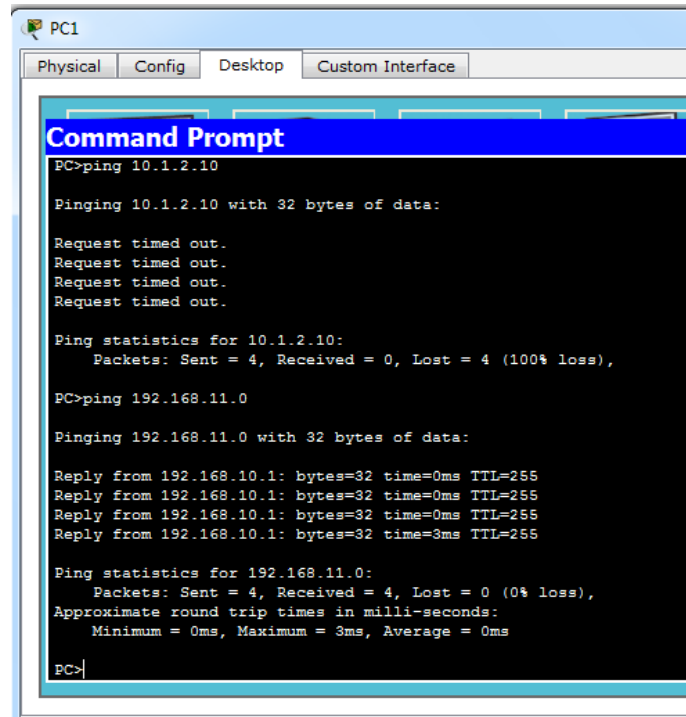 PC1
Physical Config Desktop Custom Interface
Command Prompt
PC>ping 10.1.2.10
Pinging 10.1.2.10 with 32 bytes of data:
Request timed out.
Request timed out.
Request timed out.
Request timed out.
Ping statistics for 10.1.2.10:
Packets: Sent = 4, Received = 0, Lost = 4 (100% loss),
PC>ping 192.168.11.0
Pinging 192.168.11.0 with 32 bytes of data:
Reply from 192.168.10.1: bytes=32 time=0ms TTL=255
Reply from 192.168.10.1: bytes=32 time=0ms TTL=255
Reply from 192.168.10.1: bytes=32 time=0ms TTL=255
Reply from 192.168.10.1: bytes=32 time=3ms TTL=255
Ping statistics for 192.168.11.0:
Packets: Sent = 4, Received = 4, Lost = 0 (0% loss),
Approximate round trip times in milli-seconds:
Minimum = 0ms, Maximum = 3ms, Average = 0ms
PC>